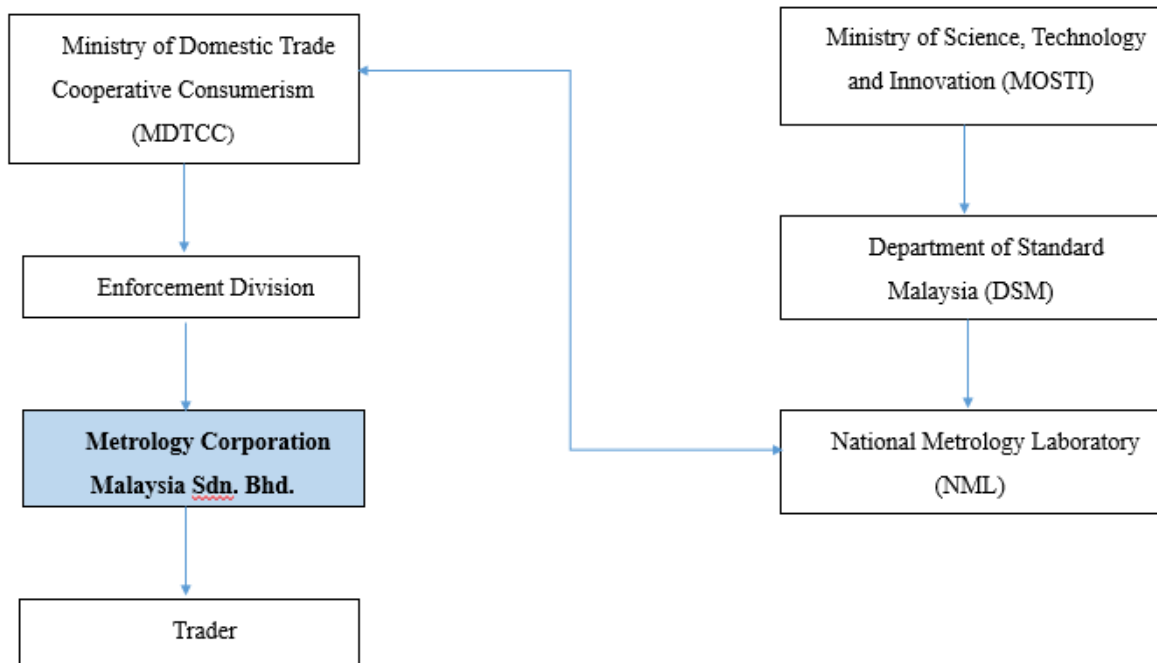 Ministry of Domestic Trade
Cooperative Consumerism
(MDTCC)
Enforcement Division
Metrology Corporation
Malaysia Sdn. Bhd.
Trader
Ministry of Science, Technology
and Innovation (MOSTI)
Department of Standard
Malaysia (DSM)
National Metrology Laboratory
(NML)